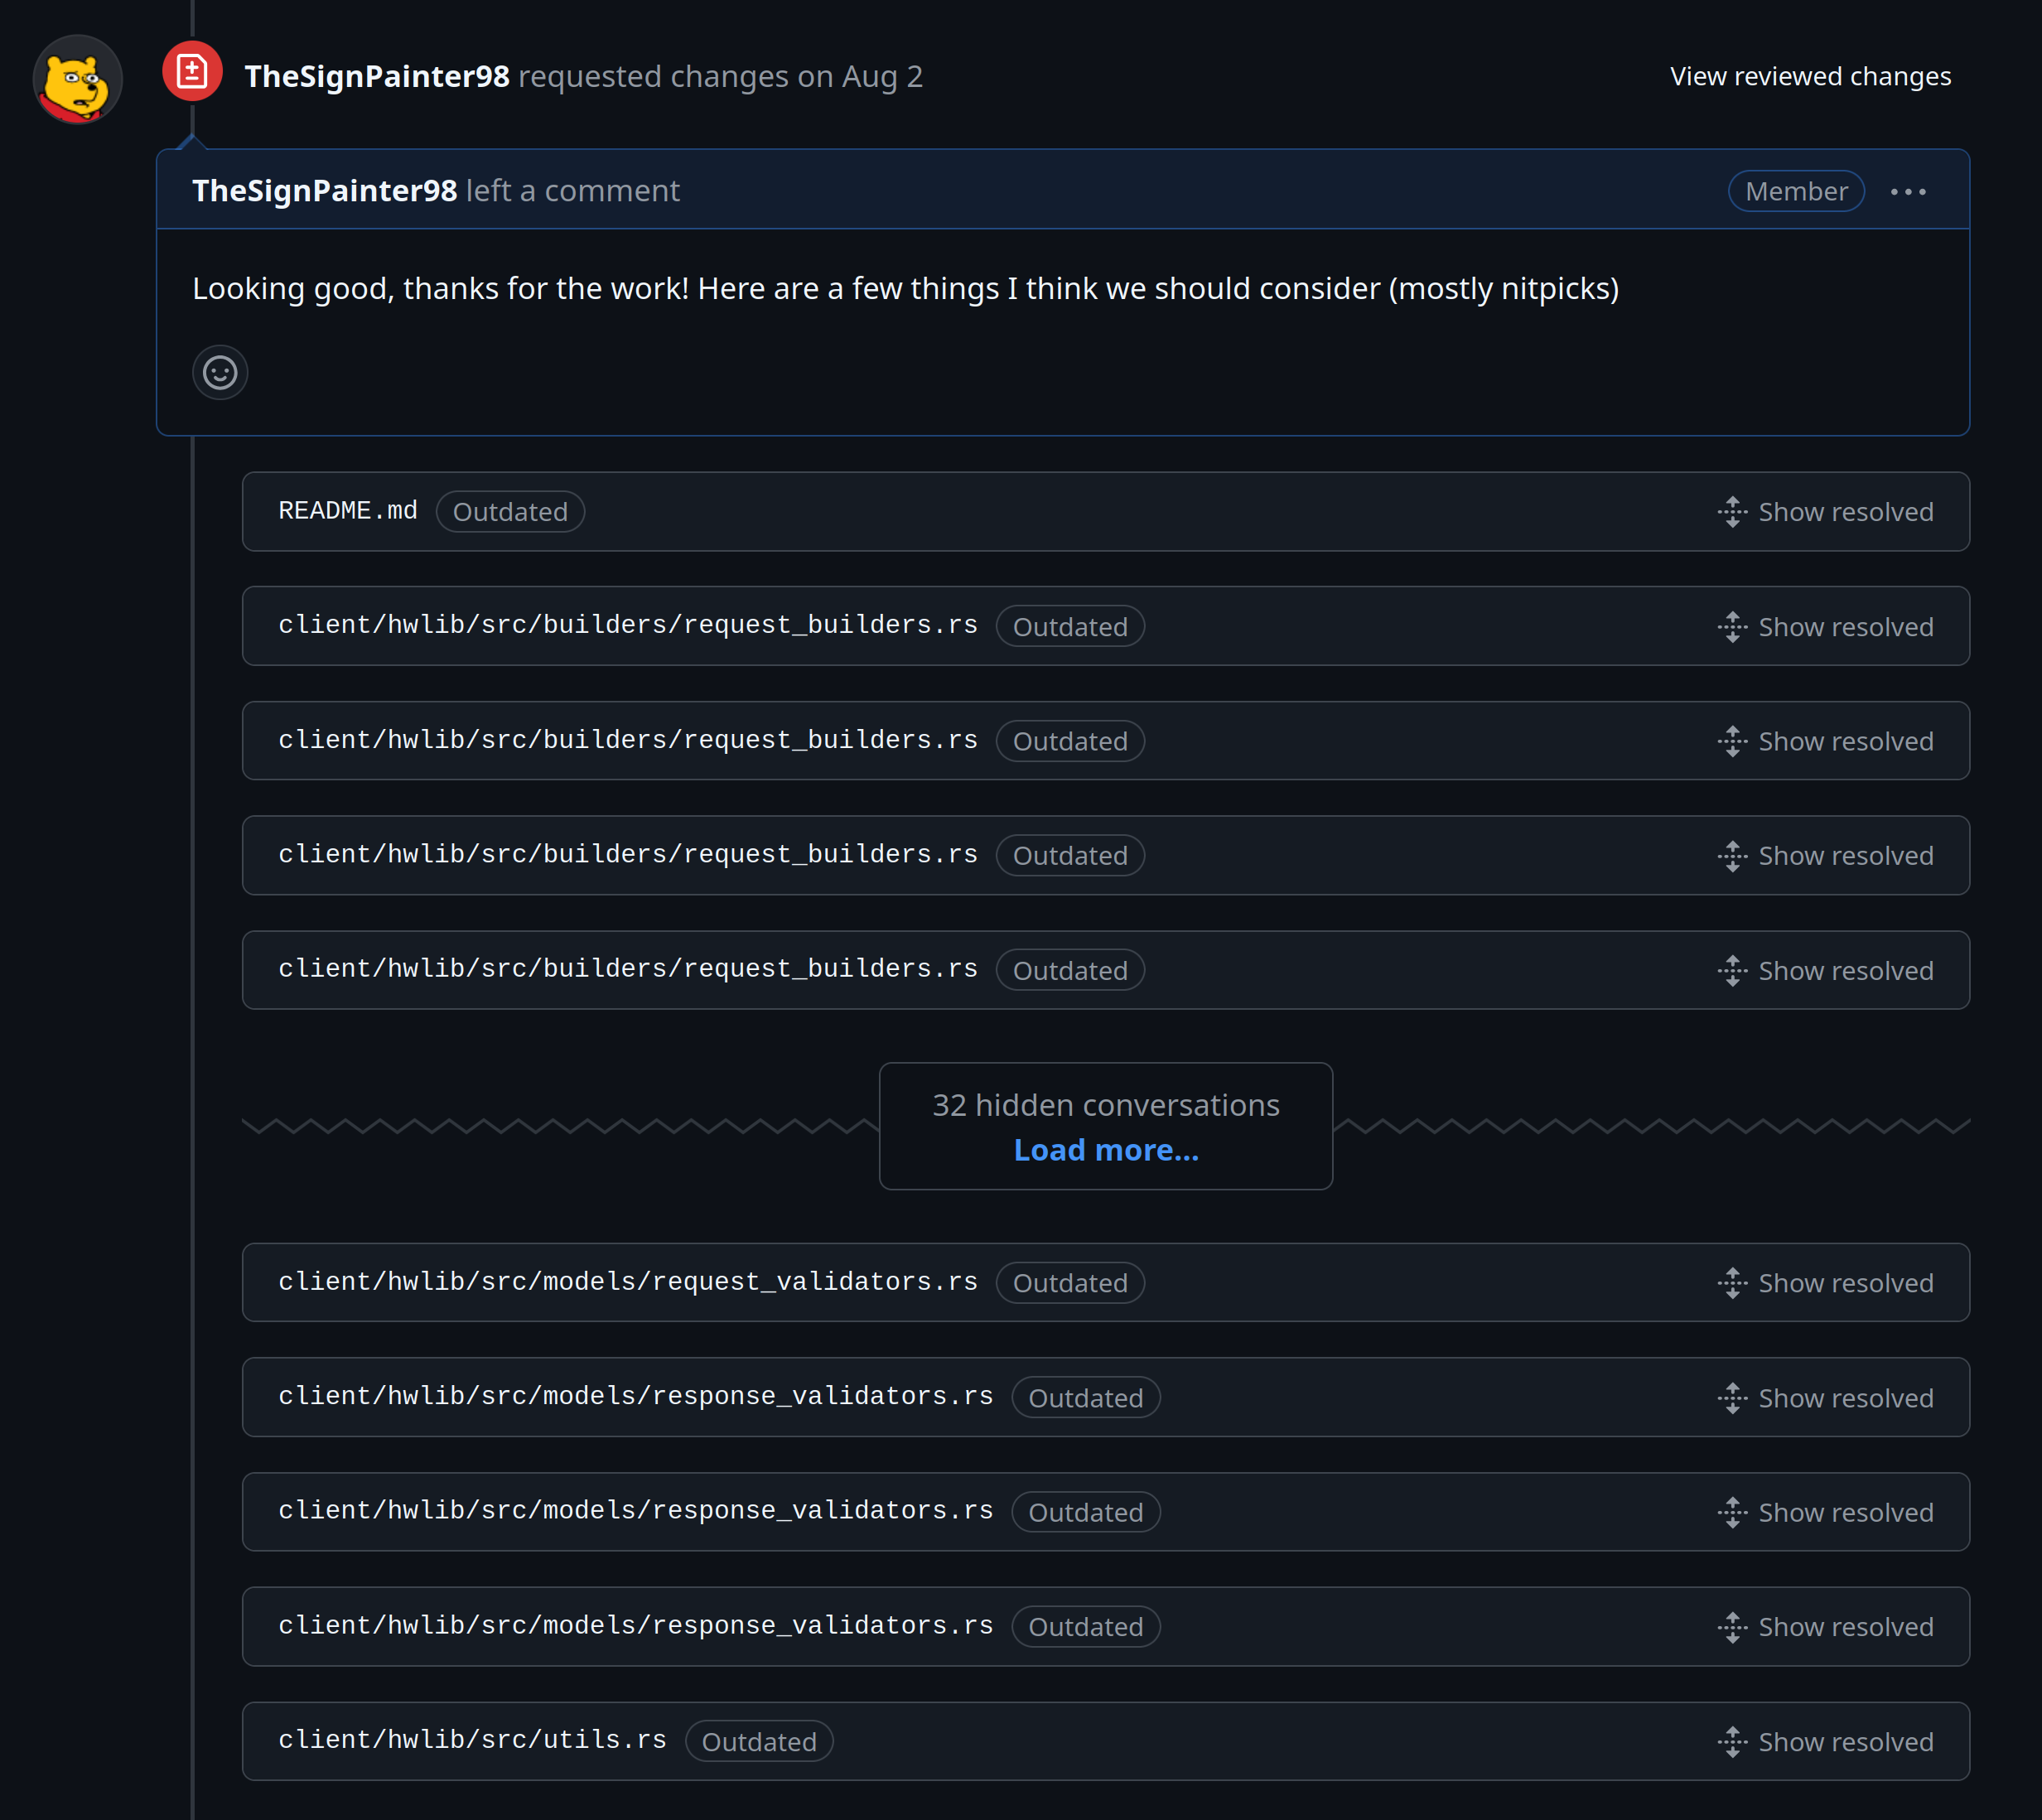 TheSignPainter98 requested changes on Aug 2
View reviewed changes
TheSignPainter98 left a comment
Member
Looking good, thanks for the work! Here are a few things I think we should consider (mostly nitpicks)
README.md Outdated Show resolved
client/hwlib/src/builders/request_builders.rs Outdated Show resolved
client/hwlib/src/builders/request_builders.rs Outdated Show resolved
client/hwlib/src/builders/request_builders.rs Outdated Show resolved
client/hwlib/src/builders/request_builders.rs Outdated Show resolved
32 hidden conversations
Load more...
client/hwlib/src/models/request_validators.rs Outdated Show resolved
client/hwlib/src/models/response_validators.rs Outdated Show resolved
client/hwlib/src/models/response_validators.rs Outdated Show resolved
client/hwlib/src/models/response_validators.rs Outdated Show resolved
client/hwlib/src/utils.rs Outdated Show resolved